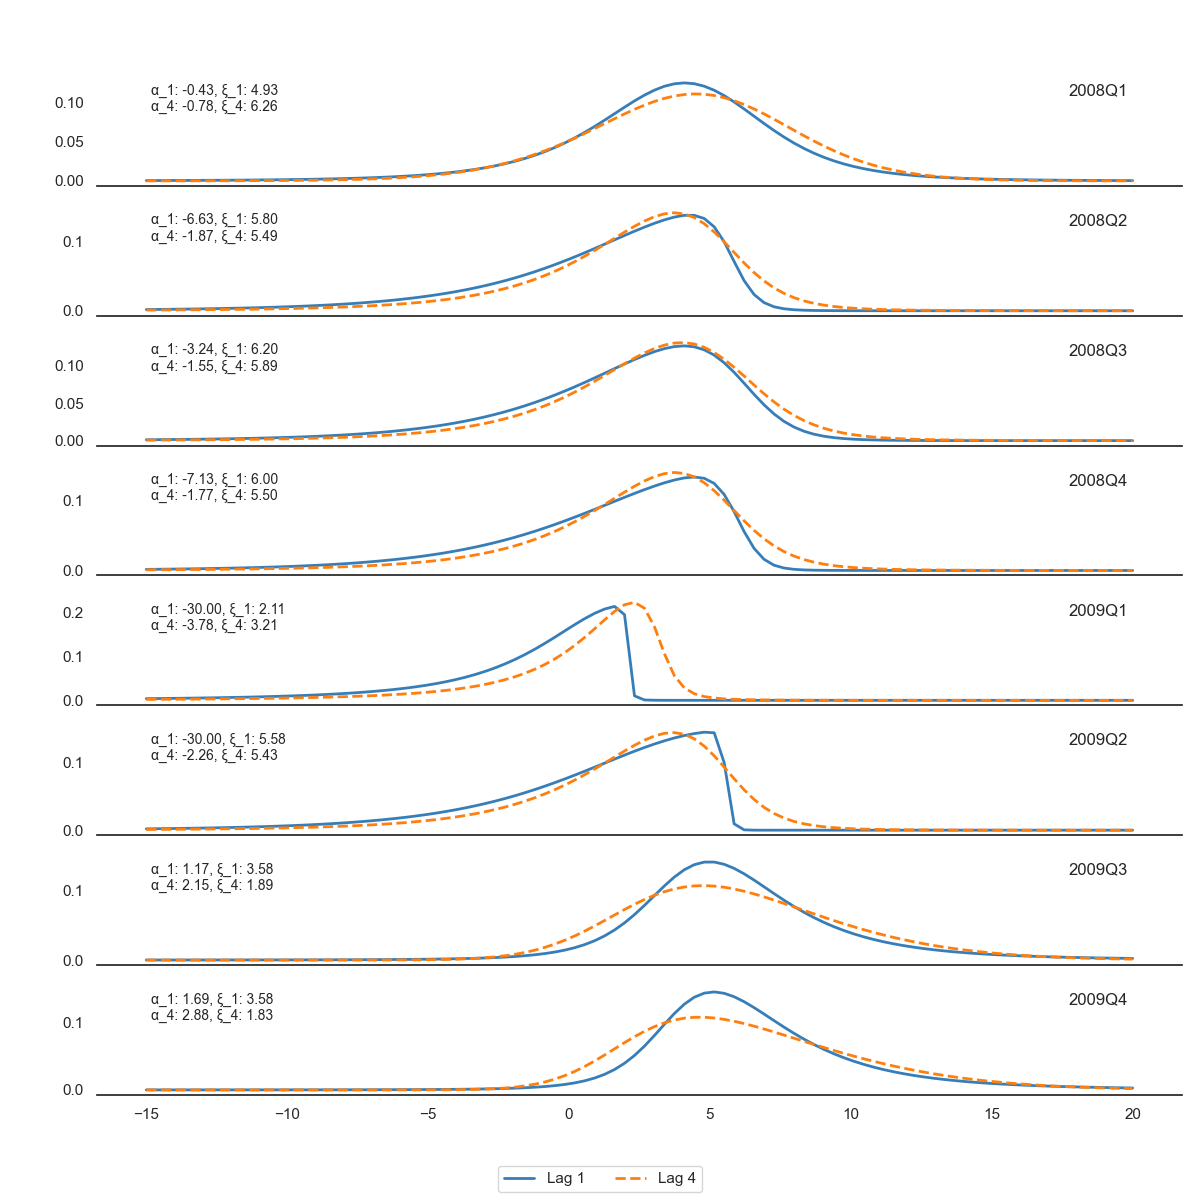 α_1: -0.43, ξ_1: 4.93
α_4: -0.78, ξ_4: 6.26
2008Q1
0.10
0.05
0.00
α_1: -6.63, ξ_1: 5.80
α_4: -1.87, ξ_4: 5.49
2008Q2
0.1
0.0
α_1: -3.24, ξ_1: 6.20
α_4: -1.55, ξ_4: 5.89
2008Q3
0.10
0.05
0.00
α_1: -7.13, ξ_1: 6.00
α_4: -1.77, ξ_4: 5.50
2008Q4
0.1
0.0
α_1: -30.00, ξ_1: 2.11
α_4: -3.78, ξ_4: 3.21
2009Q1
0.2
0.1
0.0
α_1: -30.00, ξ_1: 5.58
α_4: -2.26, ξ_4: 5.43
2009Q2
0.1
0.0
α_1: 1.17, ξ_1: 3.58
α_4: 2.15, ξ_4: 1.89
2009Q3
0.1
0.0
α_1: 1.69, ξ_1: 3.58
α_4: 2.88, ξ_4: 1.83
2009Q4
0.1
0.0
−15 −10 −5 0 5 10 15 20
Lag 1 Lag 4